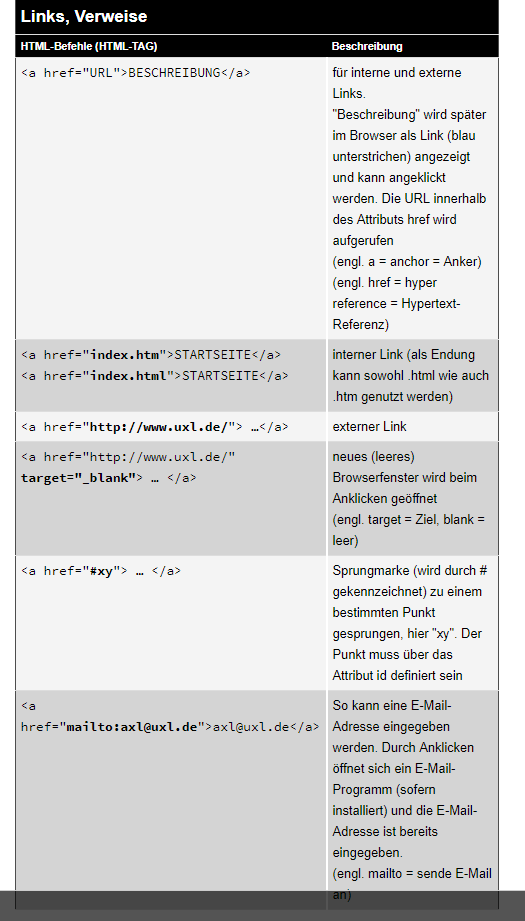 Links, Verweise
HTML-Befehle (HTML-TAG)
Beschreibung
<a href="URL">BESCHREIBUNG</a>
für interne und externe
Links.
"Beschreibung" wird später
im Browser als Link (blau
unterstrichen) angezeigt
und kann angeklickt
werden. Die URL innerhalb
des Attributs href wird
aufgerufen
(engl. a = anchor = Anker)
(engl. href = hyper
reference = Hypertext-
Referenz)
<a href="index.htm">STARTSEITE</a>
<a href="index.html">STARTSEITE</a>
interner Link (als Endung
kann sowohl .html wie auch
.htm genutzt werden)
<a href="http://www.uxl.de/"> …</a>
externer Link
<a href="http://www.uxl.de/"
target="_blank"> … </a>
neues (leeres)
Browserfenster wird beim
Anklicken geöffnet
(engl. target = Ziel, blank =
leer)
<a href="#xy"> … </a>
Sprungmarke (wird durch #
gekennzeichnet) zu einem
bestimmten Punkt
gesprungen, hier "xy". Der
Punkt muss über das
Attribut id definiert sein
<a
href="mailto:axl@uxl.de">axl@uxl.de</a>
So kann eine E-Mail-
Adresse eingegeben
werden. Durch Anklicken
öffnet sich ein E-Mail-
Programm (sofern
installiert) und die E-Mail-
Adresse ist bereits
eingegeben.
(engl. mailto = sende E-Mail
an)